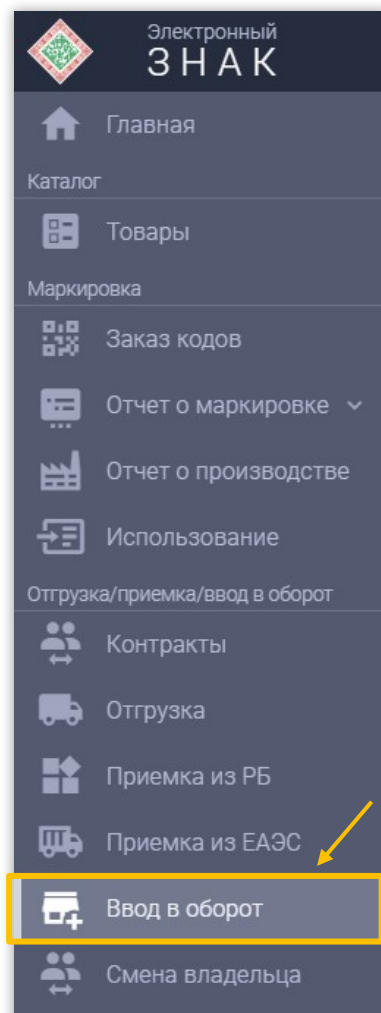 Электронный
ЗНАК
Главная
Каталог
Товары
Маркировка
Заказ кодов
Отчет о маркировке
Отчет о производстве
Использование
Отгрузка/приемка/ввод в оборот
Контракты
Отгрузка
Приемка из РБ
Приемка из ЕАЭС
Ввод в оборот
Смена владельца